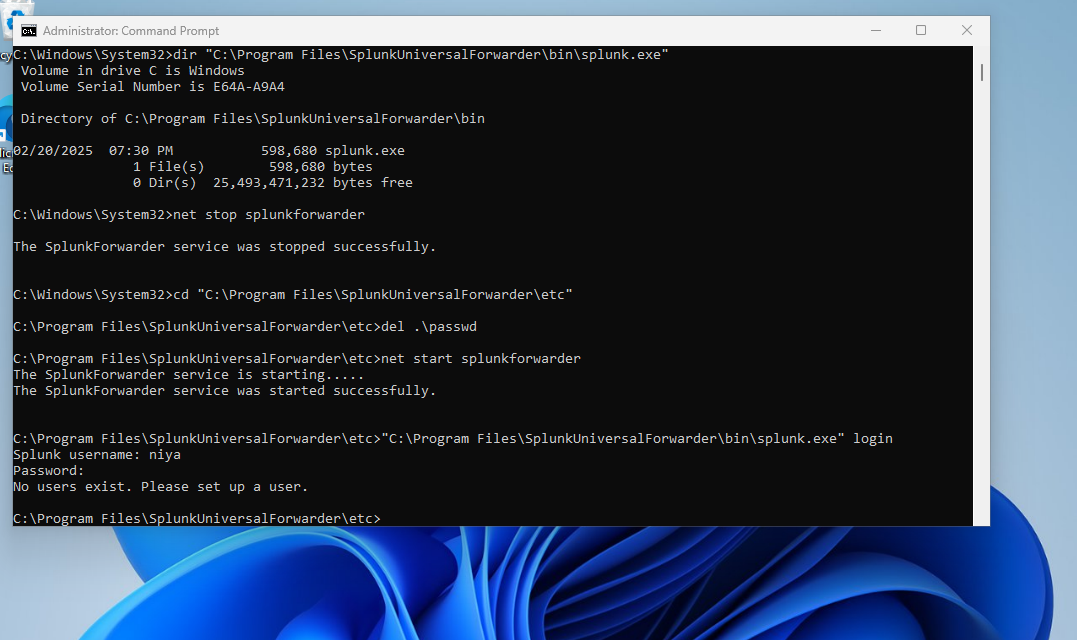 Administrator: Command Prompt
C:\Windows\System32>dir "C:\Program Files\SplunkUniversalForwarder\bin\splunk.exe"
 Volume in drive C is Windows
 Volume Serial Number is E64A-A9A4
 Directory of C:\Program Files\SplunkUniversalForwarder\bin
02/20/2025  07:30 PM           598,680 splunk.exe
               1 File(s)        598,680 bytes
               0 Dir(s)  25,493,471,232 bytes free
C:\Windows\System32>net stop splunkforwarder
The SplunkForwarder service was stopped successfully.
C:\Windows\System32>cd "C:\Program Files\SplunkUniversalForwarder\etc"
C:\Program Files\SplunkUniversalForwarder\etc>del .\passwd
C:\Program Files\SplunkUniversalForwarder\etc>net start splunkforwarder
The SplunkForwarder service is starting.....
The SplunkForwarder service was started successfully.
C:\Program Files\SplunkUniversalForwarder\etc>"C:\Program Files\SplunkUniversalForwarder\bin\splunk.exe" login
Splunk username: niya
Password:
No users exist. Please set up a user.
C:\Program Files\SplunkUniversalForwarder\etc>